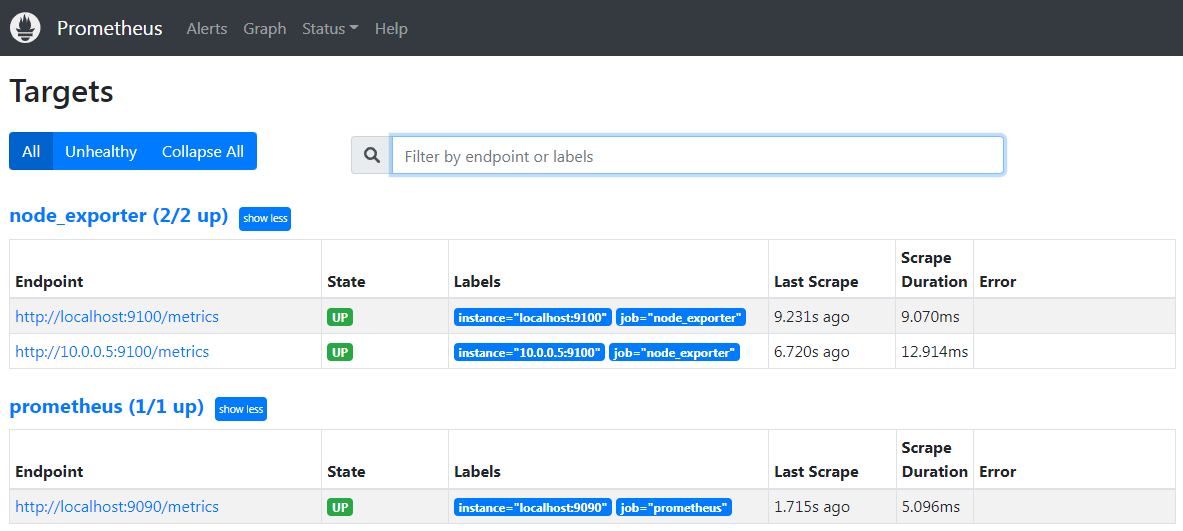 Prometheus Alerts Graph Status Help
Targets
All Unhealthy Collapse All
Filter by endpoint or labels
node_exporter (2/2 up) show less
Endpoint State Labels Last Scrape Scrape Duration Error
http://localhost:9100/metrics UP instance="localhost:9100" job="node_exporter" 9.231s ago 9.070ms
http://10.0.0.5:9100/metrics UP instance="10.0.0.5:9100" job="node_exporter" 6.720s ago 12.914ms
prometheus (1/1 up) show less
Endpoint State Labels Last Scrape Scrape Duration Error
http://localhost:9090/metrics UP instance="localhost:9090" job="prometheus" 1.715s ago 5.096ms